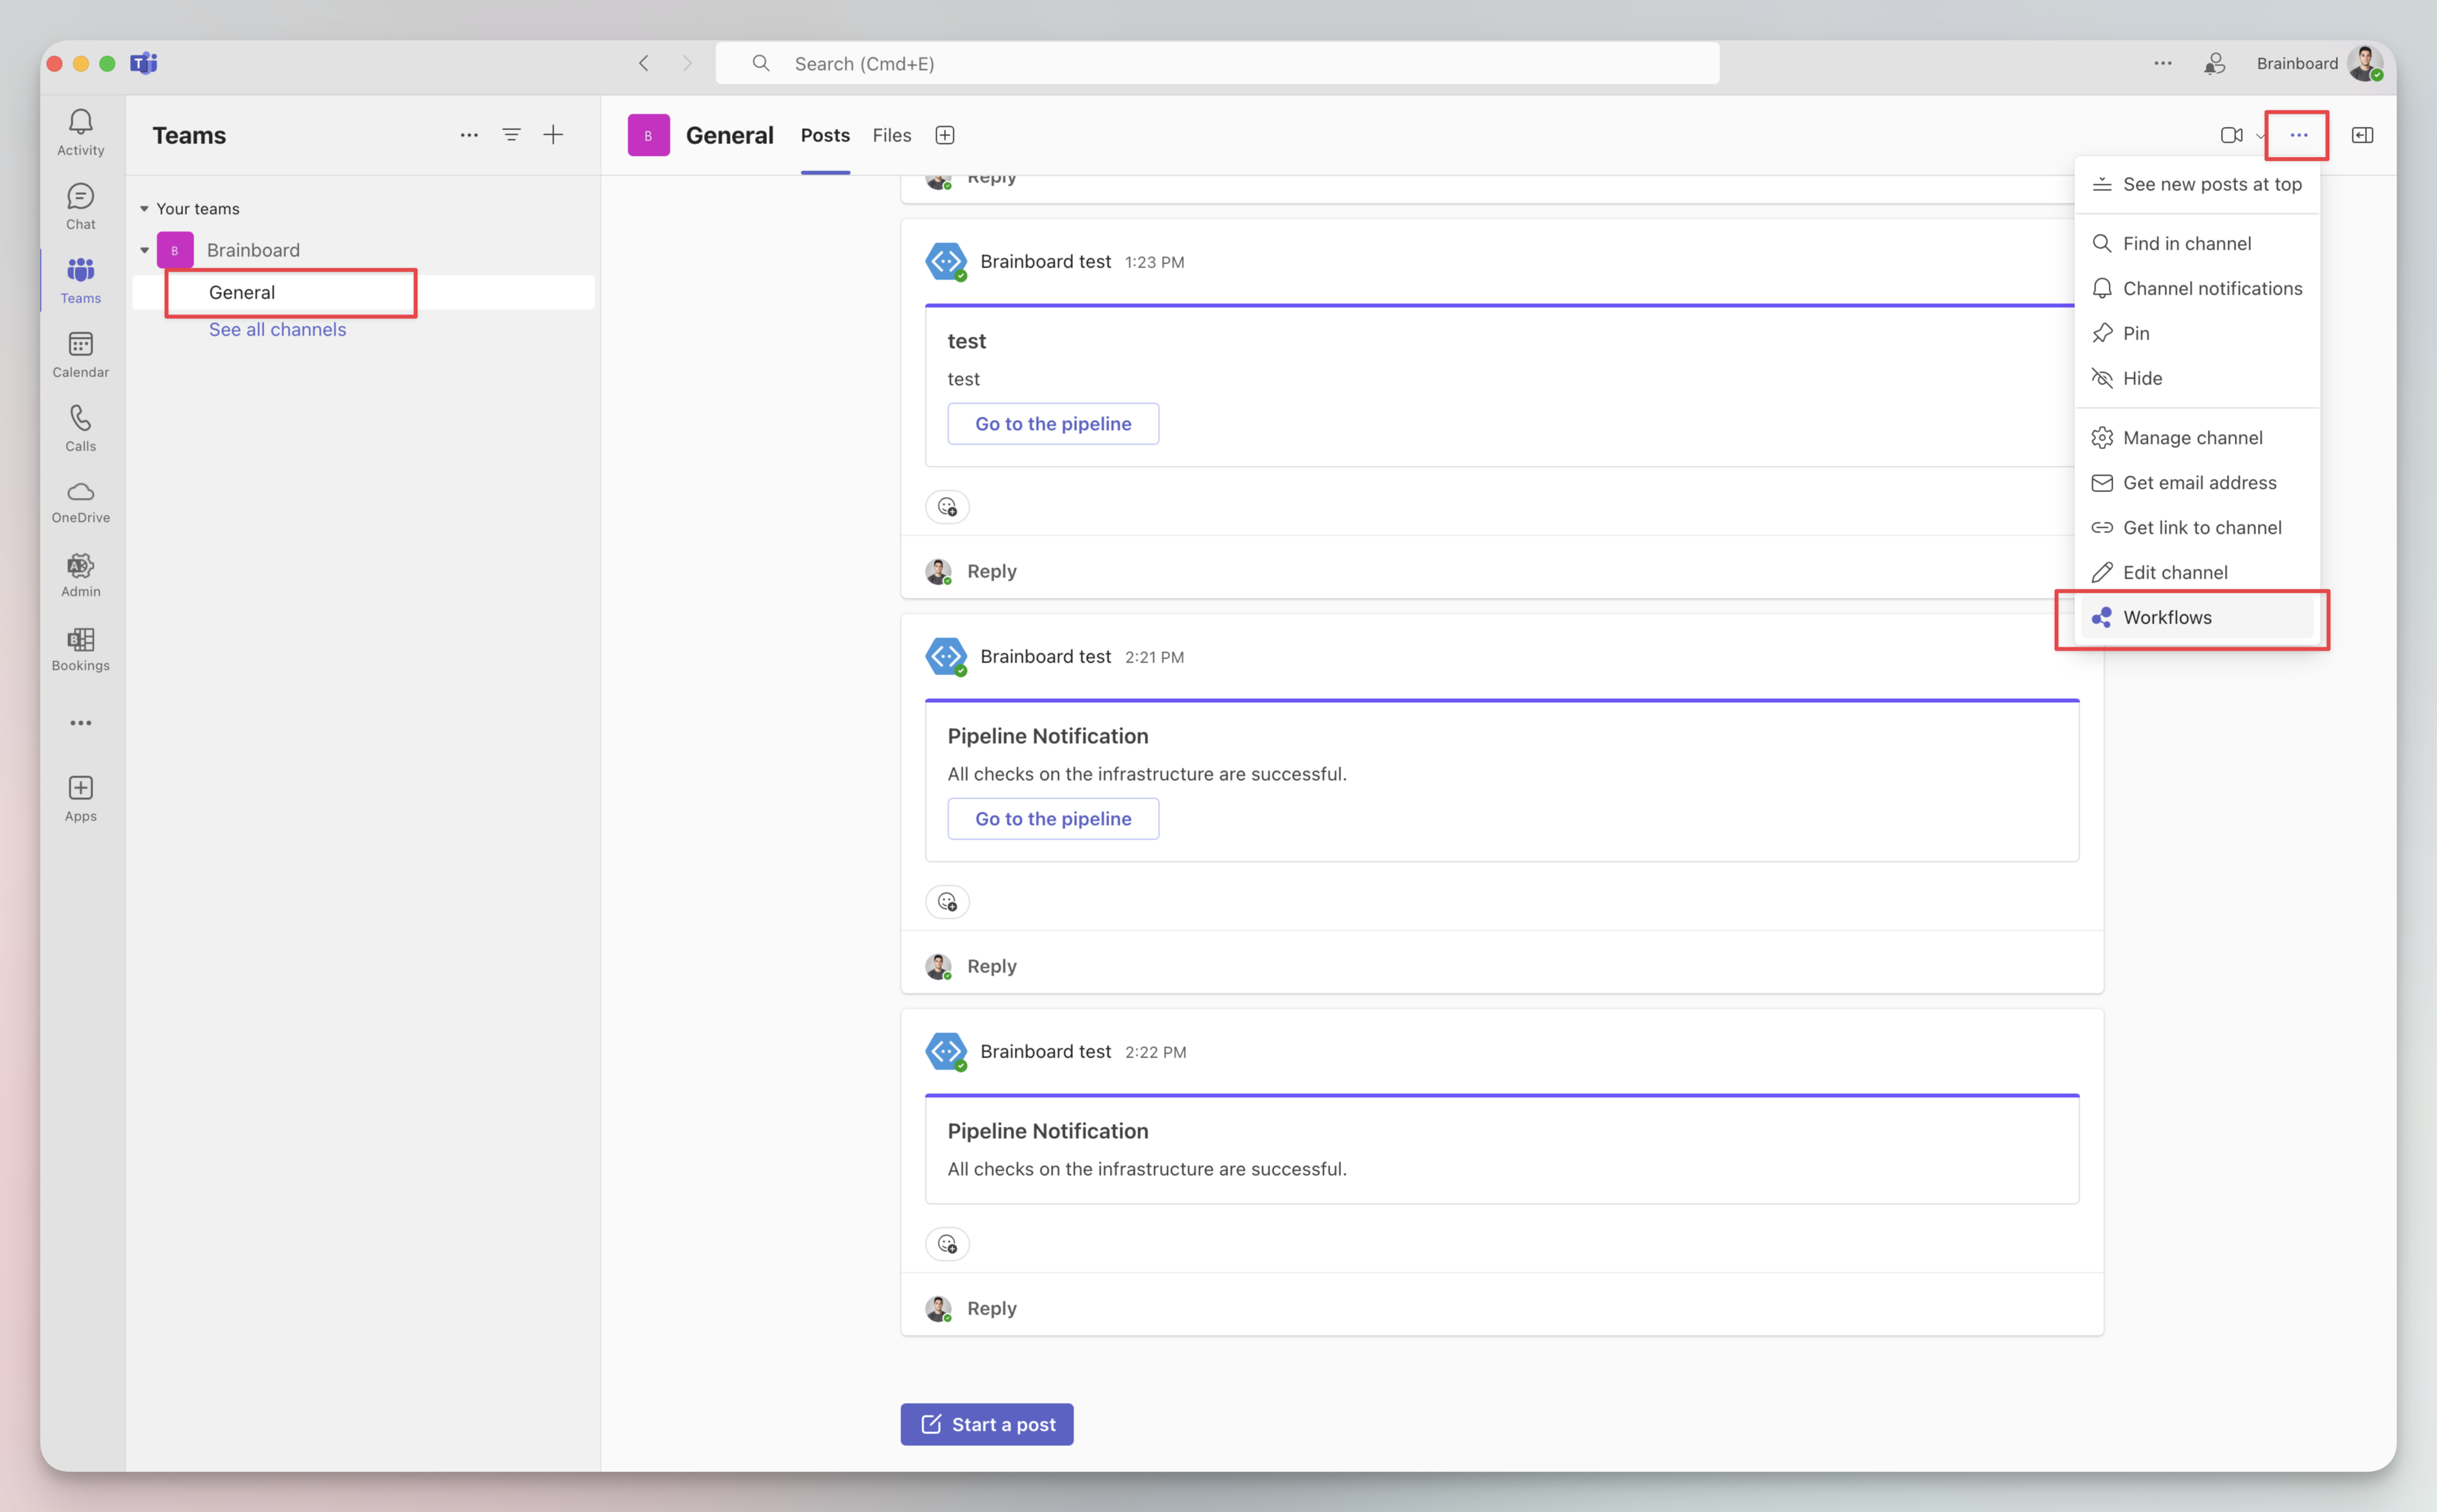 Search (Cmd+E)
Brainboard
Activity
Chat
Teams
Calendar
Calls
OneDrive
Admin
Bookings
Apps
Teams
Your teams
B
Brainboard
General
See all channels
B
General
Posts
Files
Reply
Brainboard test 1:23 PM
test
test
Go to the pipeline
Reply
Brainboard test 2:21 PM
Pipeline Notification
All checks on the infrastructure are successful.
Go to the pipeline
Reply
Brainboard test 2:22 PM
Pipeline Notification
All checks on the infrastructure are successful.
Reply
Start a post
See new posts at top
Find in channel
Channel notifications
Pin
Hide
Manage channel
Get email address
Get link to channel
Edit channel
Workflows